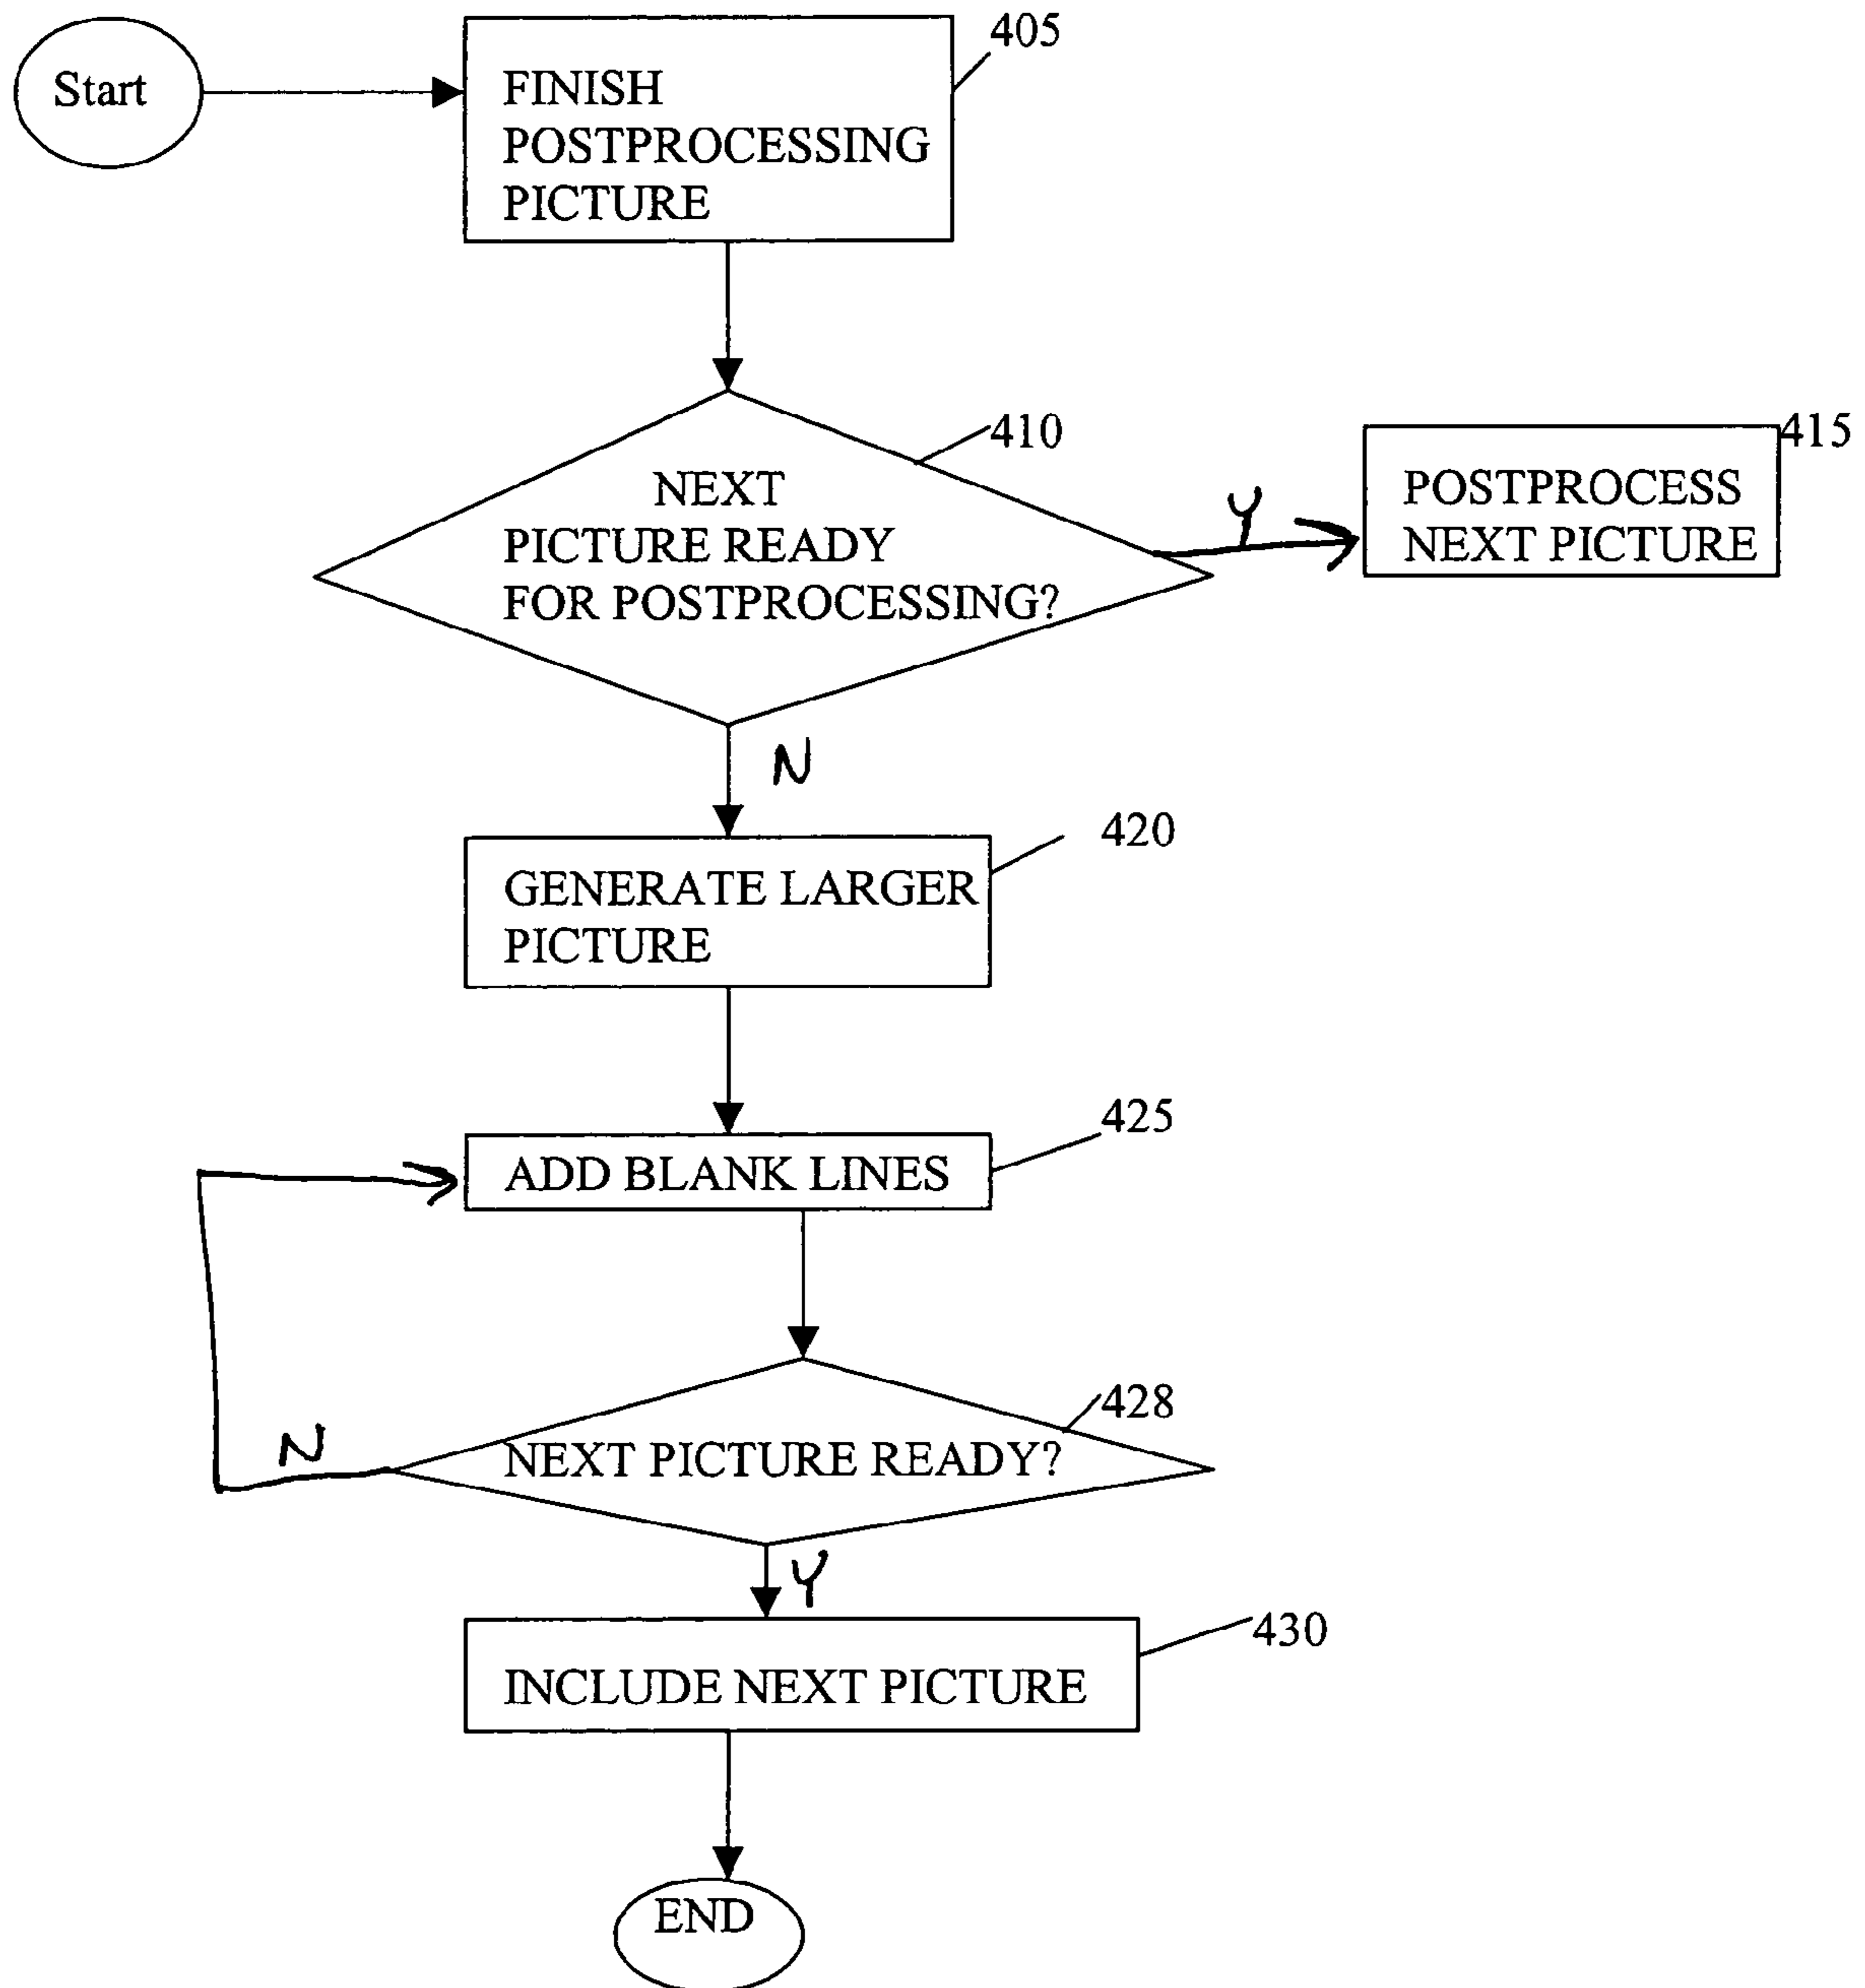 Start
405
FINISH
POSTPROCESSING
PICTURE
410
NEXT
PICTURE READY
FOR POSTPROCESSING?
Y
415
POSTPROCESS
NEXT PICTURE
N
420
GENERATE LARGER
PICTURE
425
ADD BLANK LINES
428
NEXT PICTURE READY?
N
Y
430
INCLUDE NEXT PICTURE
END